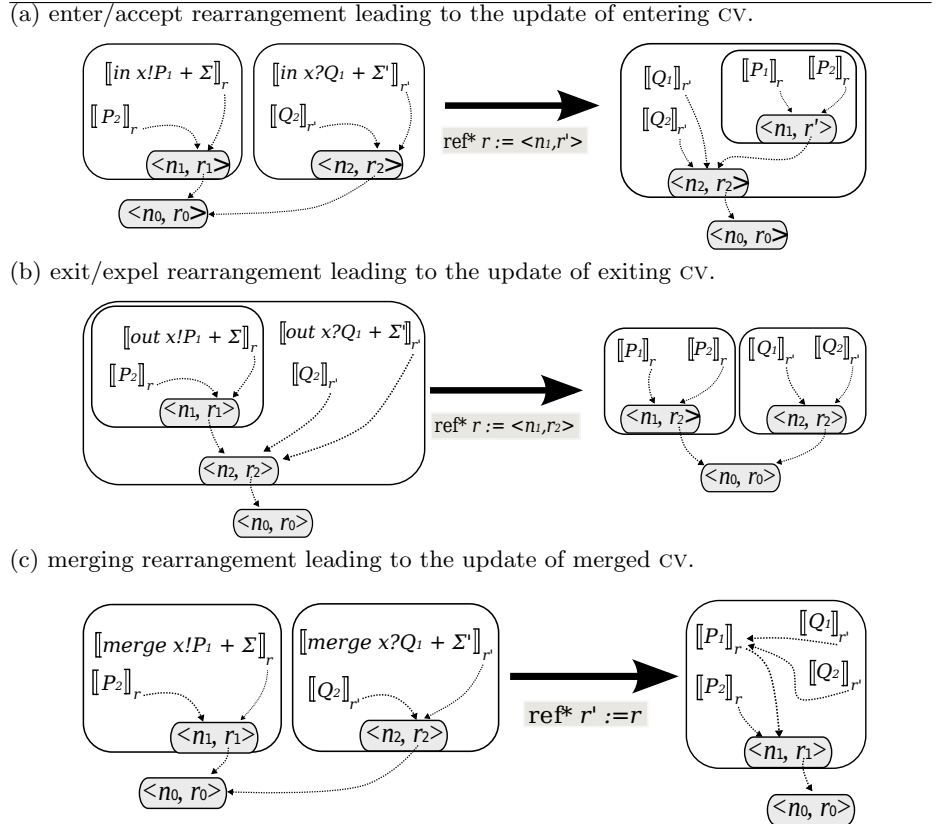 (a) enter/accept rearrangement leading to the update of entering CV.
⟦in x!P₁ + Σ⟧r
⟦P₂⟧r
<n₁, r₁>
⟦in x?Q₁ + Σ'⟧r'
⟦Q₂⟧r'
<n₂, r₂>
<n₀, r₀>
ref* r := <n₁,r'>
⟦Q₁⟧r'
⟦Q₂⟧r'
⟦P₁⟧r
⟦P₂⟧r
<n₁, r'>
<n₂, r₂>
<n₀, r₀>
(b) exit/expel rearrangement leading to the update of exiting CV.
⟦out x!P₁ + Σ⟧r
⟦P₂⟧r
<n₁, r₁>
⟦out x?Q₁ + Σ'⟧r'
⟦Q₂⟧r'
<n₂, r₂>
<n₀, r₀>
ref* r := <n₁,r₂>
⟦P₁⟧r
⟦P₂⟧r
<n₁, r₂>
⟦Q₁⟧r'
⟦Q₂⟧r'
<n₂, r₂>
<n₀, r₀>
(c) merging rearrangement leading to the update of merged CV.
⟦merge x!P₁ + Σ⟧r
⟦P₂⟧r
<n₁, r₁>
⟦merge x?Q₁ + Σ'⟧r'
⟦Q₂⟧r'
<n₂, r₂>
<n₀, r₀>
ref* r' :=r
⟦P₁⟧r
⟦Q₁⟧r'
⟦P₂⟧r
⟦Q₂⟧r'
<n₁, r₁>
<n₀, r₀>